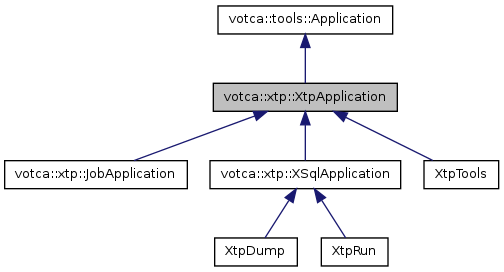 votca::tools::Application
votca::xtp::XtpApplication
votca::xtp::JobApplication
votca::xtp::XSqlApplication
XtpTools
XtpDump
XtpRun